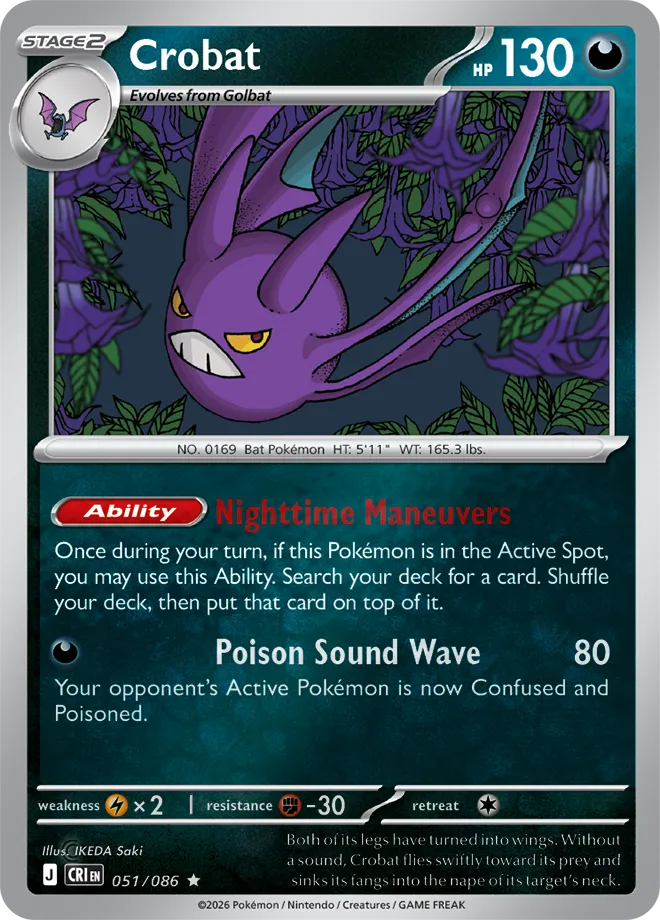 STAGE2
Crobat
HP 130
Evolves from Golbat
NO. 0169 Bat Pokémon HT: 5'11" WT: 165.3 lbs.
Ability Nighttime Maneuvers
Once during your turn, if this Pokémon is in the Active Spot,
you may use this Ability. Search your deck for a card. Shuffle
your deck, then put that card on top of it.
Poison Sound Wave 80
Your opponent's Active Pokémon is now Confused and
Poisoned.
weakness ×2 resistance -30 retreat
Illus. IKEDA Saki
J CRI EN 051/086
Both of its legs have turned into wings. Without
a sound, Crobat flies swiftly toward its prey and
sinks its fangs into the nape of its target's neck.
©2026 Pokémon / Nintendo / Creatures / GAME FREAK